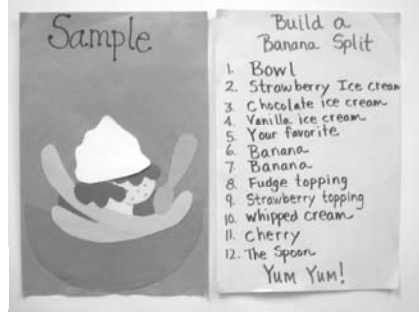 Sample
Build a
Banana Split
1. Bowl
2. Strawberry Ice cream
3. Chocolate ice cream
4. Vanilla ice cream
5. Your favorite
6. Banana
7. Banana
8. Fudge topping
9. Strawberry topping
10. whipped cream
11. Cherry
12. The Spoon
Yum Yum!